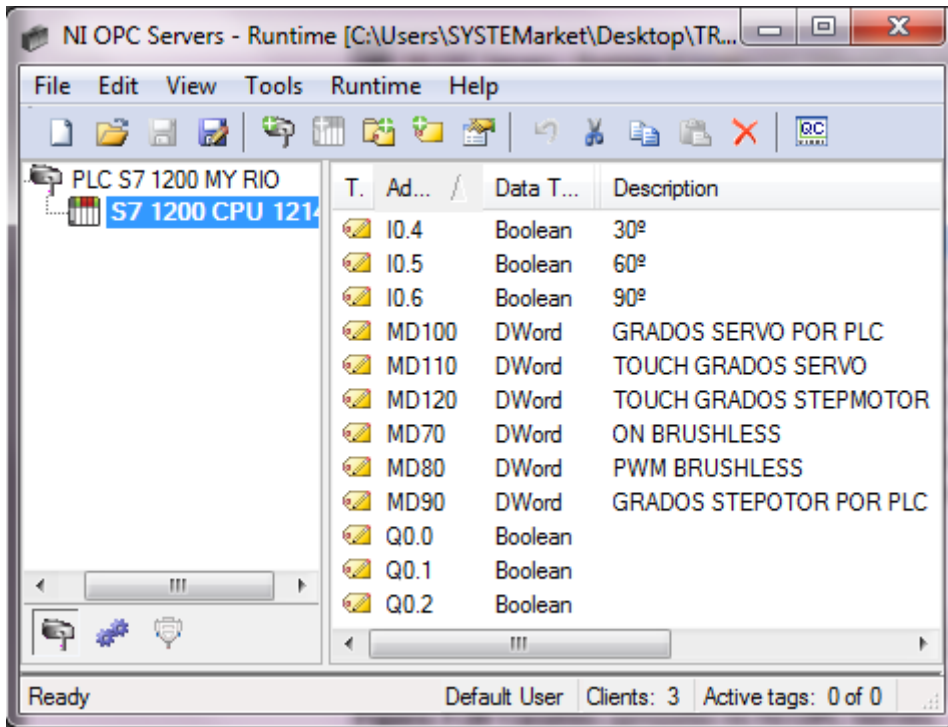 NI OPC Servers - Runtime [C:\Users\SYSTEMarket\Desktop\TR...
File Edit View Tools Runtime Help
PLC S7 1200 MY RIO
S7 1200 CPU 1214
T. Ad... Data T... Description
I0.4 Boolean 30º
I0.5 Boolean 60º
I0.6 Boolean 90º
MD100 DWord GRADOS SERVO POR PLC
MD110 DWord TOUCH GRADOS SERVO
MD120 DWord TOUCH GRADOS STEPMOTOR
MD70 DWord ON BRUSHLESS
MD80 DWord PWM BRUSHLESS
MD90 DWord GRADOS STEPOTOR POR PLC
Q0.0 Boolean
Q0.1 Boolean
Q0.2 Boolean
Ready Default User Clients: 3 Active tags: 0 of 0